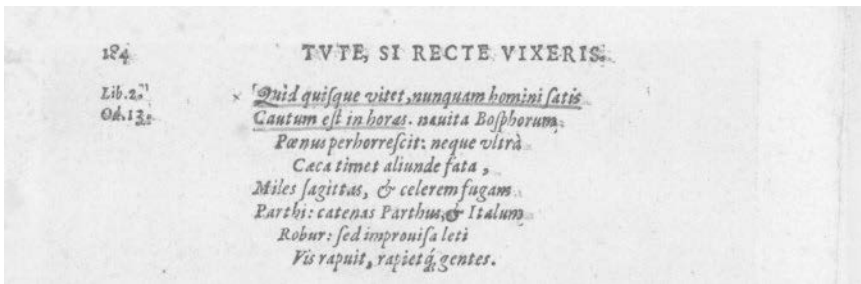 184
TVTE, SI RECTE VIXERIS.
Lib. 2.
Od. 13.
Quid quiſque vitet, nunquam homini ſatis
Cautum eſt in horas. nauita Boſphorum
Pœnus perhorreſcit: neque vltrà
Cæca timet aliunde fata,
Miles ſagittas, & celerem fugam
Parthi: catenas Parthus, & Italum
Robur: ſed improuiſa leti
Vis rapuit, rapietq́; gentes.